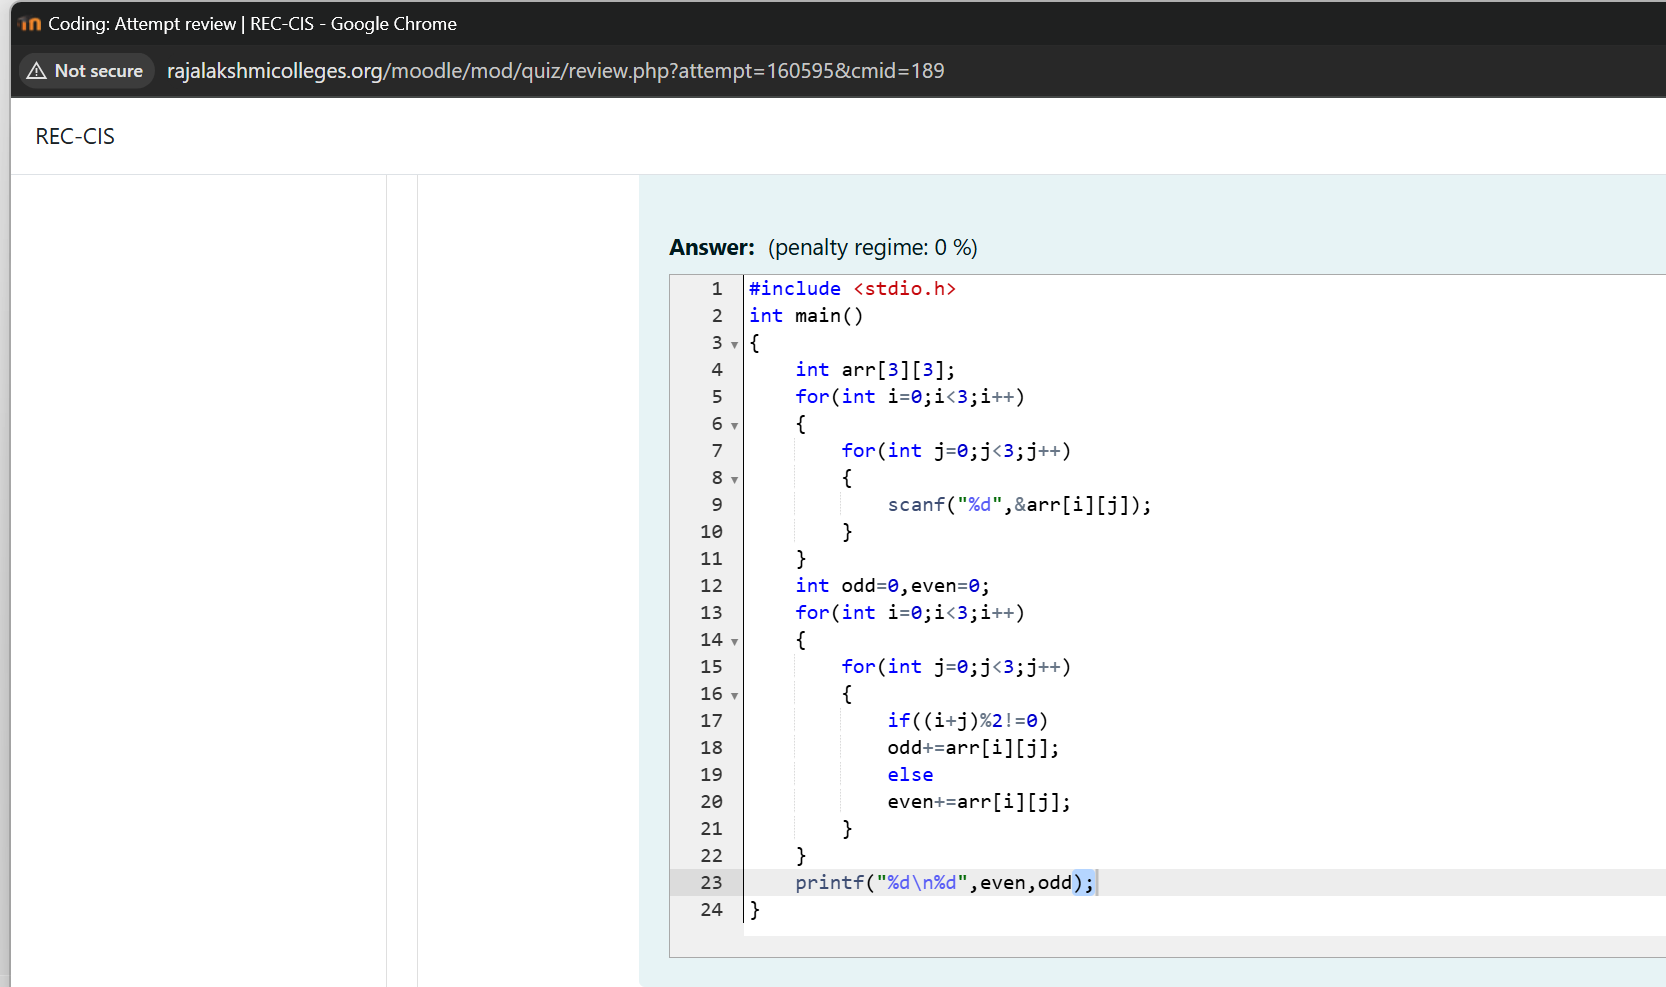 Coding: Attempt review | REC-CIS - Google Chrome
Not secure rajalakshmicolleges.org/moodle/mod/quiz/review.php?attempt=160595&cmid=189
REC-CIS
Answer: (penalty regime: 0 %)
1 #include <stdio.h>
2 int main()
3 {
4     int arr[3][3];
5     for(int i=0;i<3;i++)
6     {
7         for(int j=0;j<3;j++)
8         {
9             scanf("%d",&arr[i][j]);
10         }
11     }
12     int odd=0,even=0;
13     for(int i=0;i<3;i++)
14     {
15         for(int j=0;j<3;j++)
16         {
17             if((i+j)%2!=0)
18             odd+=arr[i][j];
19             else
20             even+=arr[i][j];
21         }
22     }
23     printf("%d\n%d",even,odd);
24 }